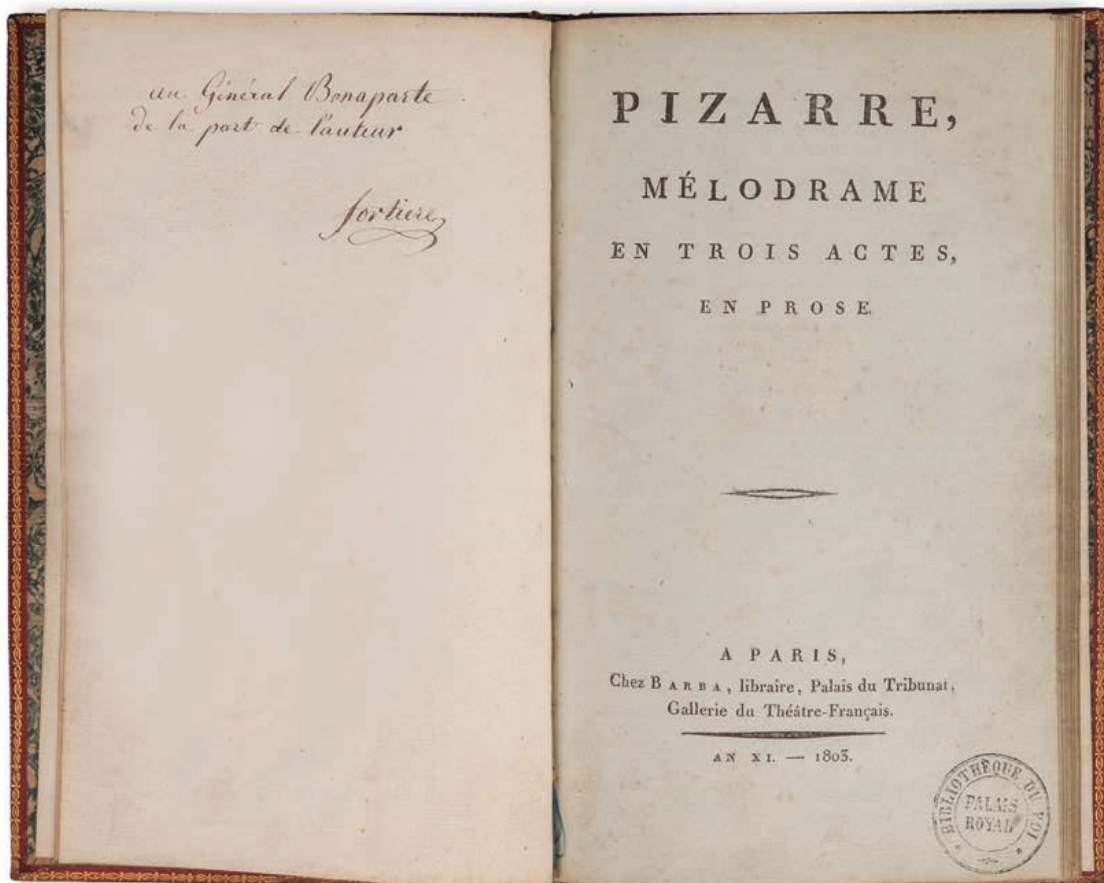 au Général Bonaparte
de la part de l'auteur
fortiere
PIZARRE,
MÉLODRAME
EN TROIS ACTES,
EN PROSE.
A PARIS,
Chez BARBA, libraire, Palais du Tribunat,
Gallerie du Théâtre-Français.
AN XI. — 1803.
BIBLIOTHÈQUE DU ROI
PALAIS
ROYAL